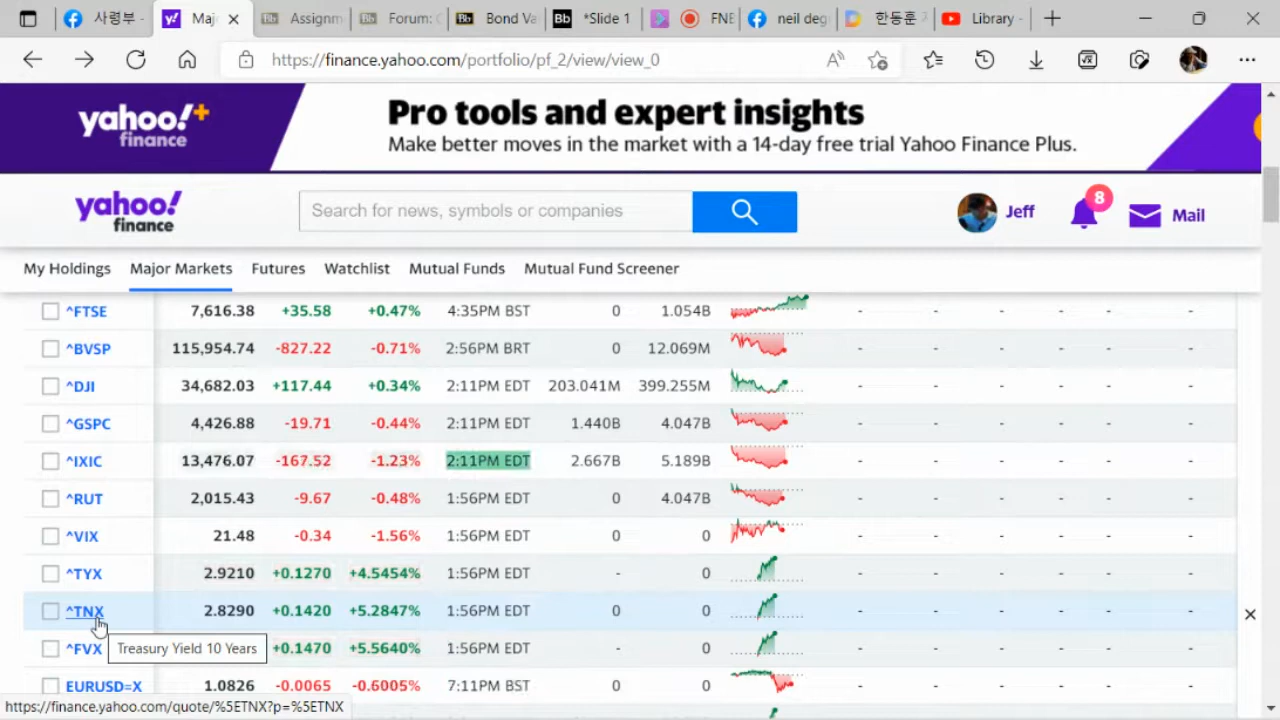 사령부 -
Maj
Assignm
Forum: C
Bond Va
*Slide 1
FNE
neil deg
한동훈
Library -
https://finance.yahoo.com/portfolio/pf_2/view/view_0
yahoo!+
finance
Pro tools and expert insights
Make better moves in the market with a 14-day free trial Yahoo Finance Plus.
yahoo!
finance
Search for news, symbols or companies
Jeff
8
Mail
My Holdings Major Markets Futures Watchlist Mutual Funds Mutual Fund Screener
^FTSE 7,616.38 +35.58 +0.47% 4:35PM BST 0 1.054B - - - - - -
^BVSP 115,954.74 -827.22 -0.71% 2:56PM BRT 0 12.069M - - - - - -
^DJI 34,682.03 +117.44 +0.34% 2:11PM EDT 203.041M 399.255M - - - - - -
^GSPC 4,426.88 -19.71 -0.44% 2:11PM EDT 1.440B 4.047B - - - - - -
^IXIC 13,476.07 -167.52 -1.23% 2:11PM EDT 2.667B 5.189B - - - - - -
^RUT 2,015.43 -9.67 -0.48% 1:56PM EDT 0 4.047B - - - - - -
^VIX 21.48 -0.34 -1.56% 1:56PM EDT 0 0 - - - - - -
^TYX 2.9210 +0.1270 +4.5454% 1:56PM EDT - 0 - - - - - -
^TNX 2.8290 +0.1420 +5.2847% 1:56PM EDT 0 0 - - - - - -
^FVX +0.1470 +5.5640% 1:56PM EDT - 0 - - - - - -
Treasury Yield 10 Years
EURUSD=X 1.0826 -0.0065 -0.6005% 7:11PM BST 0 0 - - - - - -
https://finance.yahoo.com/quote/%5ETNX?p=%5ETNX